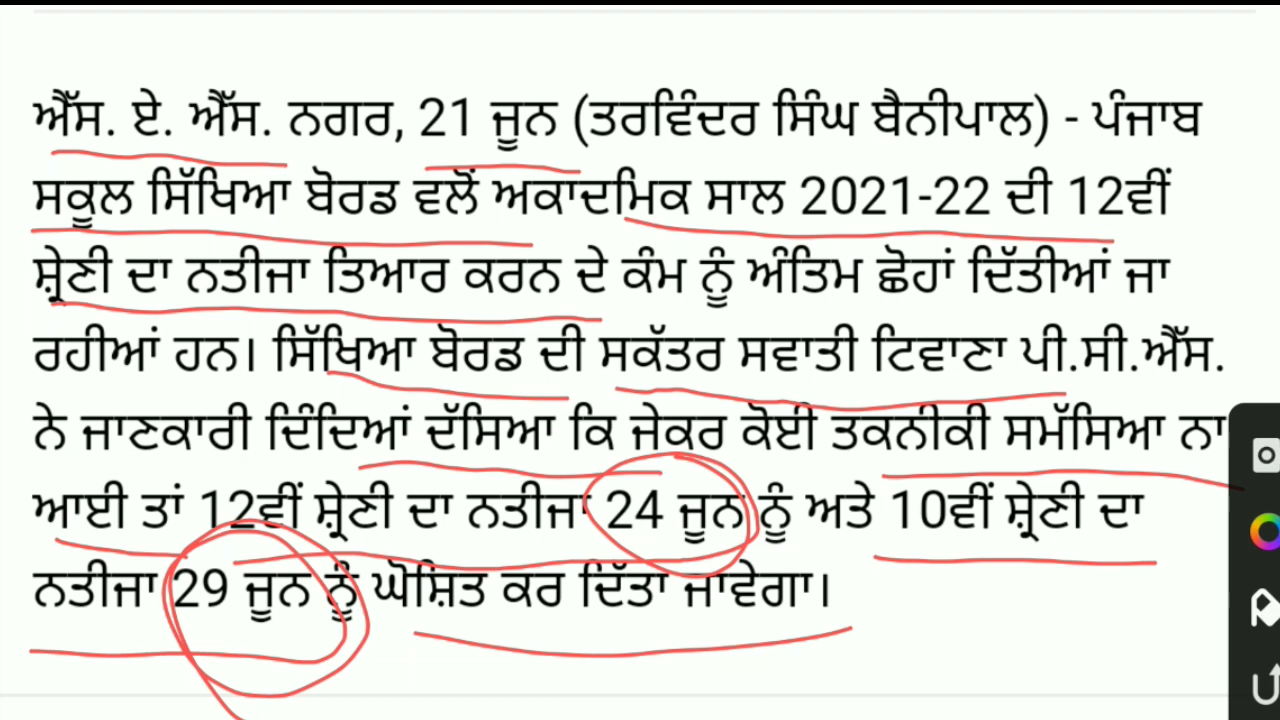 ਐੱਸ. ਏ. ਐੱਸ. ਨਗਰ, 21 ਜੂਨ (ਤਰਵਿੰਦਰ ਸਿੰਘ ਬੈਨੀਪਾਲ) - ਪੰਜਾਬ
ਸਕੂਲ ਸਿੱਖਿਆ ਬੋਰਡ ਵਲੋਂ ਅਕਾਦਮਿਕ ਸਾਲ 2021-22 ਦੀ 12ਵੀਂ
ਸ਼੍ਰੇਣੀ ਦਾ ਨਤੀਜਾ ਤਿਆਰ ਕਰਨ ਦੇ ਕੰਮ ਨੂੰ ਅੰਤਿਮ ਛੋਹਾਂ ਦਿੱਤੀਆਂ ਜਾ
ਰਹੀਆਂ ਹਨ। ਸਿੱਖਿਆ ਬੋਰਡ ਦੀ ਸਕੱਤਰ ਸਵਾਤੀ ਟਿਵਾਣਾ ਪੀ.ਸੀ.ਐੱਸ.
ਨੇ ਜਾਣਕਾਰੀ ਦਿੰਦਿਆਂ ਦੱਸਿਆ ਕਿ ਜੇਕਰ ਕੋਈ ਤਕਨੀਕੀ ਸਮੱਸਿਆ ਨਾ
ਆਈ ਤਾਂ 12ਵੀਂ ਸ਼੍ਰੇਣੀ ਦਾ ਨਤੀਜਾ 24 ਜੂਨ ਨੂੰ ਅਤੇ 10ਵੀਂ ਸ਼੍ਰੇਣੀ ਦਾ
ਨਤੀਜਾ 29 ਜੂਨ ਨੂੰ ਘੋਸ਼ਿਤ ਕਰ ਦਿੱਤਾ ਜਾਵੇਗਾ।